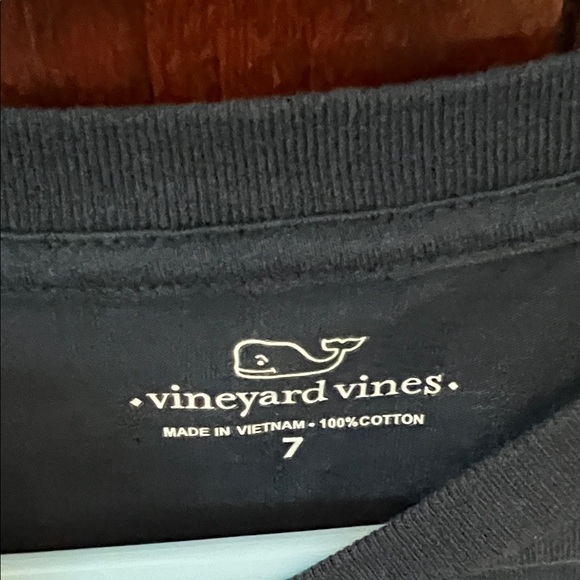 •vineyard vines•
MADE IN VIETNAM • 100%COTTON
7